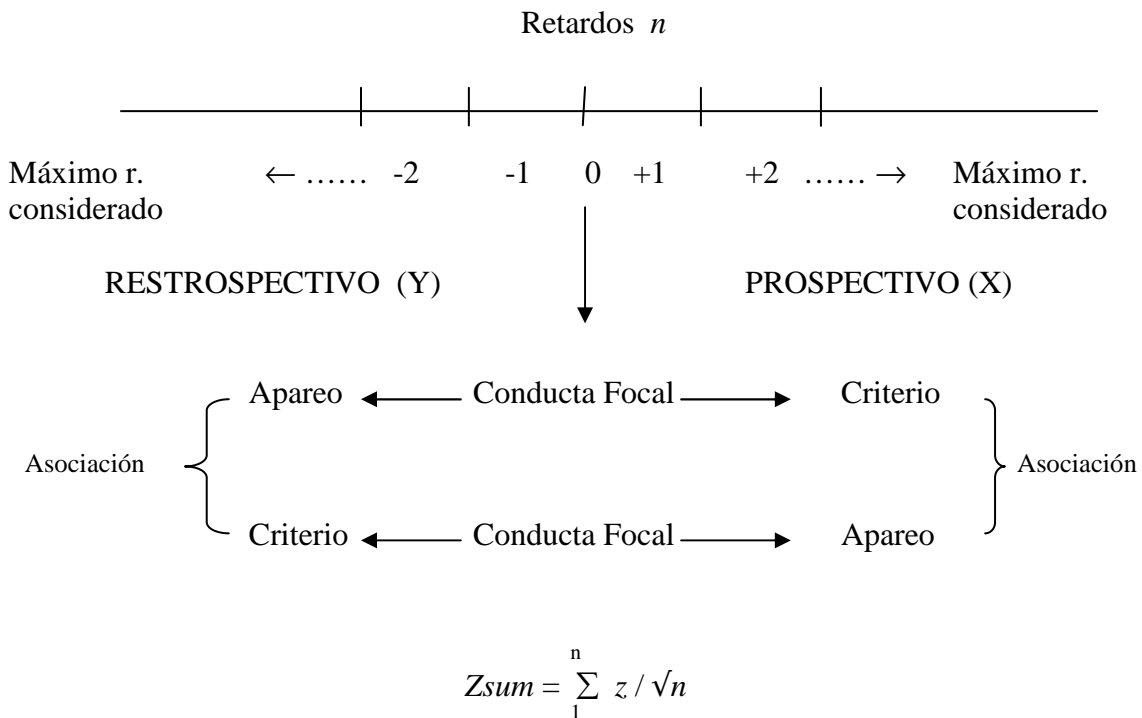 Retardos n
Máximo r. considerado ← …… -2 -1 0 +1 +2 …… → Máximo r. considerado
RESTROSPECTIVO (Y) PROSPECTIVO (X)
Apareo Conducta Focal Criterio
Asociación Asociación
Criterio Conducta Focal Apareo
n
Zsum = Σ z / √n
1